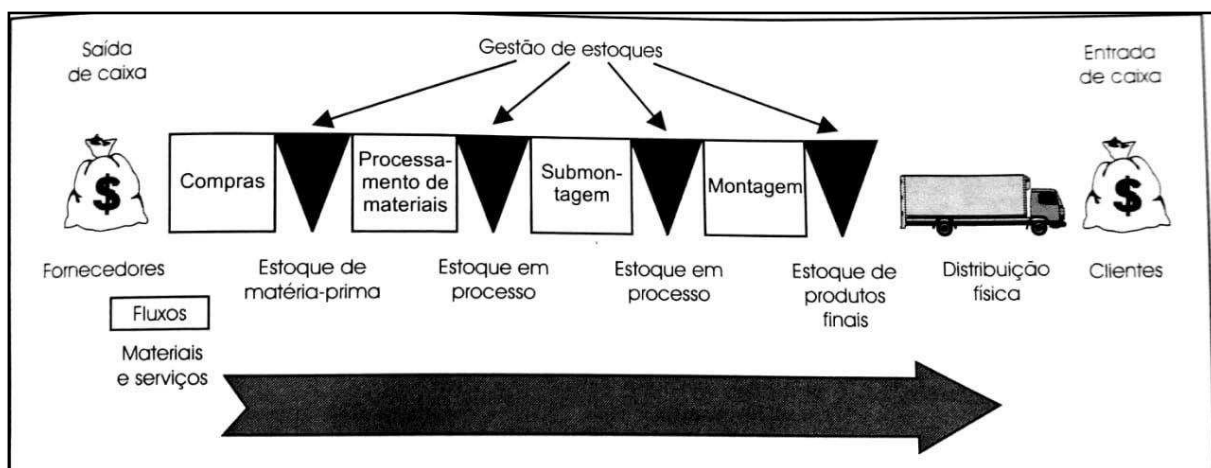 Saída
de caixa
Gestão de estoques
Entrada
de caixa
$
Compras
Processa-
mento de
materiais
Submon-
tagem
Montagem
$
Fornecedores
Estoque de
matéria-prima
Estoque em
processo
Estoque em
processo
Estoque de
produtos
finais
Distribuição
física
Clientes
Fluxos
Materiais
e serviços